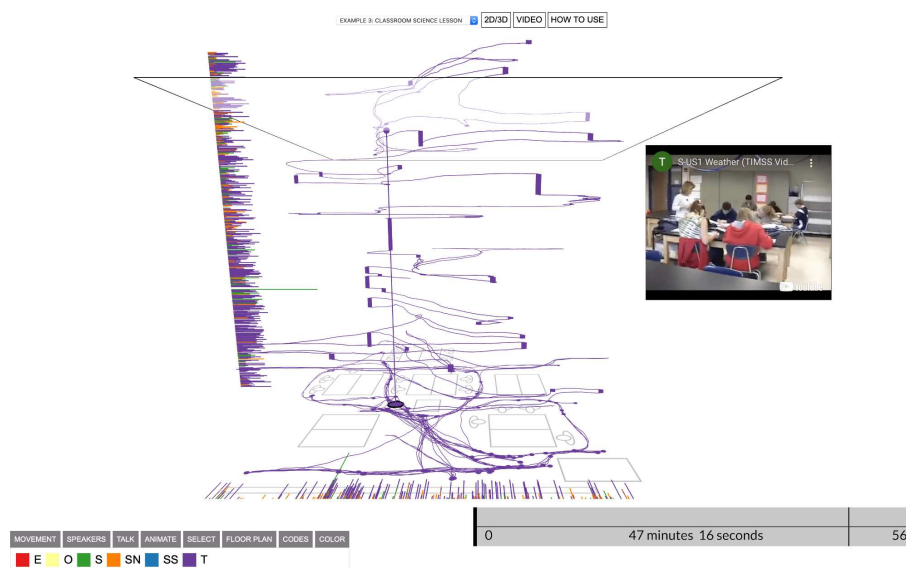 EXAMPLE 3: CLASSROOM SCIENCE LESSON
2D/3D VIDEO HOW TO USE
T S-US1 Weather (TIMSS Vid...
YouTube
MOVEMENT SPEAKERS TALK ANIMATE SELECT FLOOR PLAN CODES COLOR
E O S SN SS T
0 47 minutes 16 seconds 56